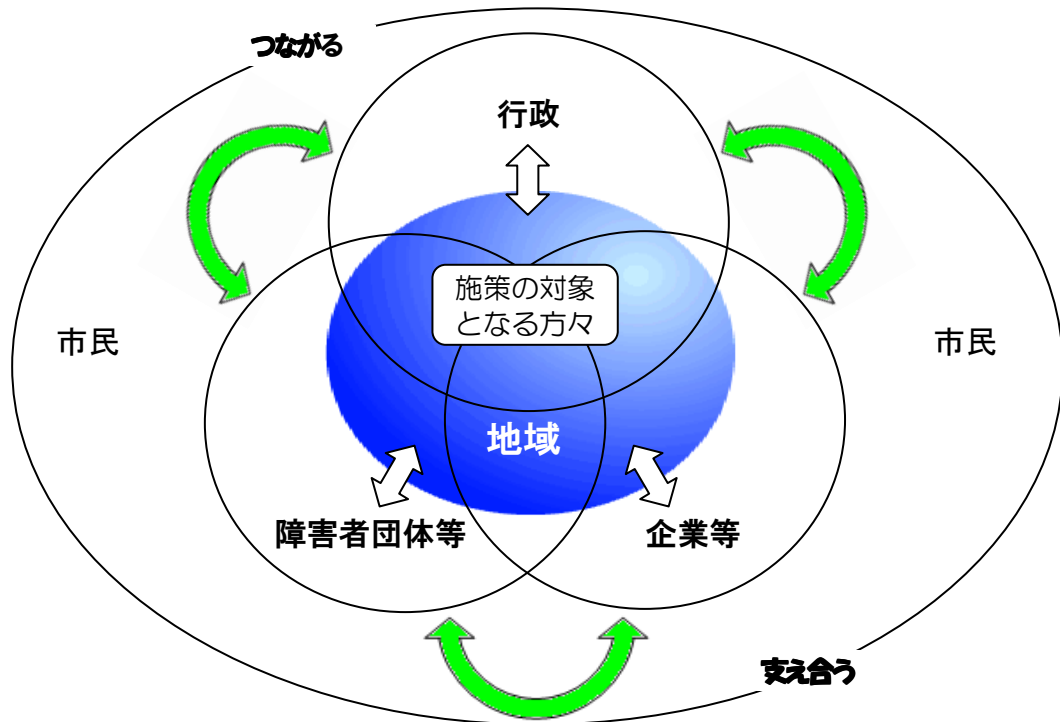 つながる
行政
施策の対象
となる方々
市民
市民
地域
障害者団体等
企業等
支え合う